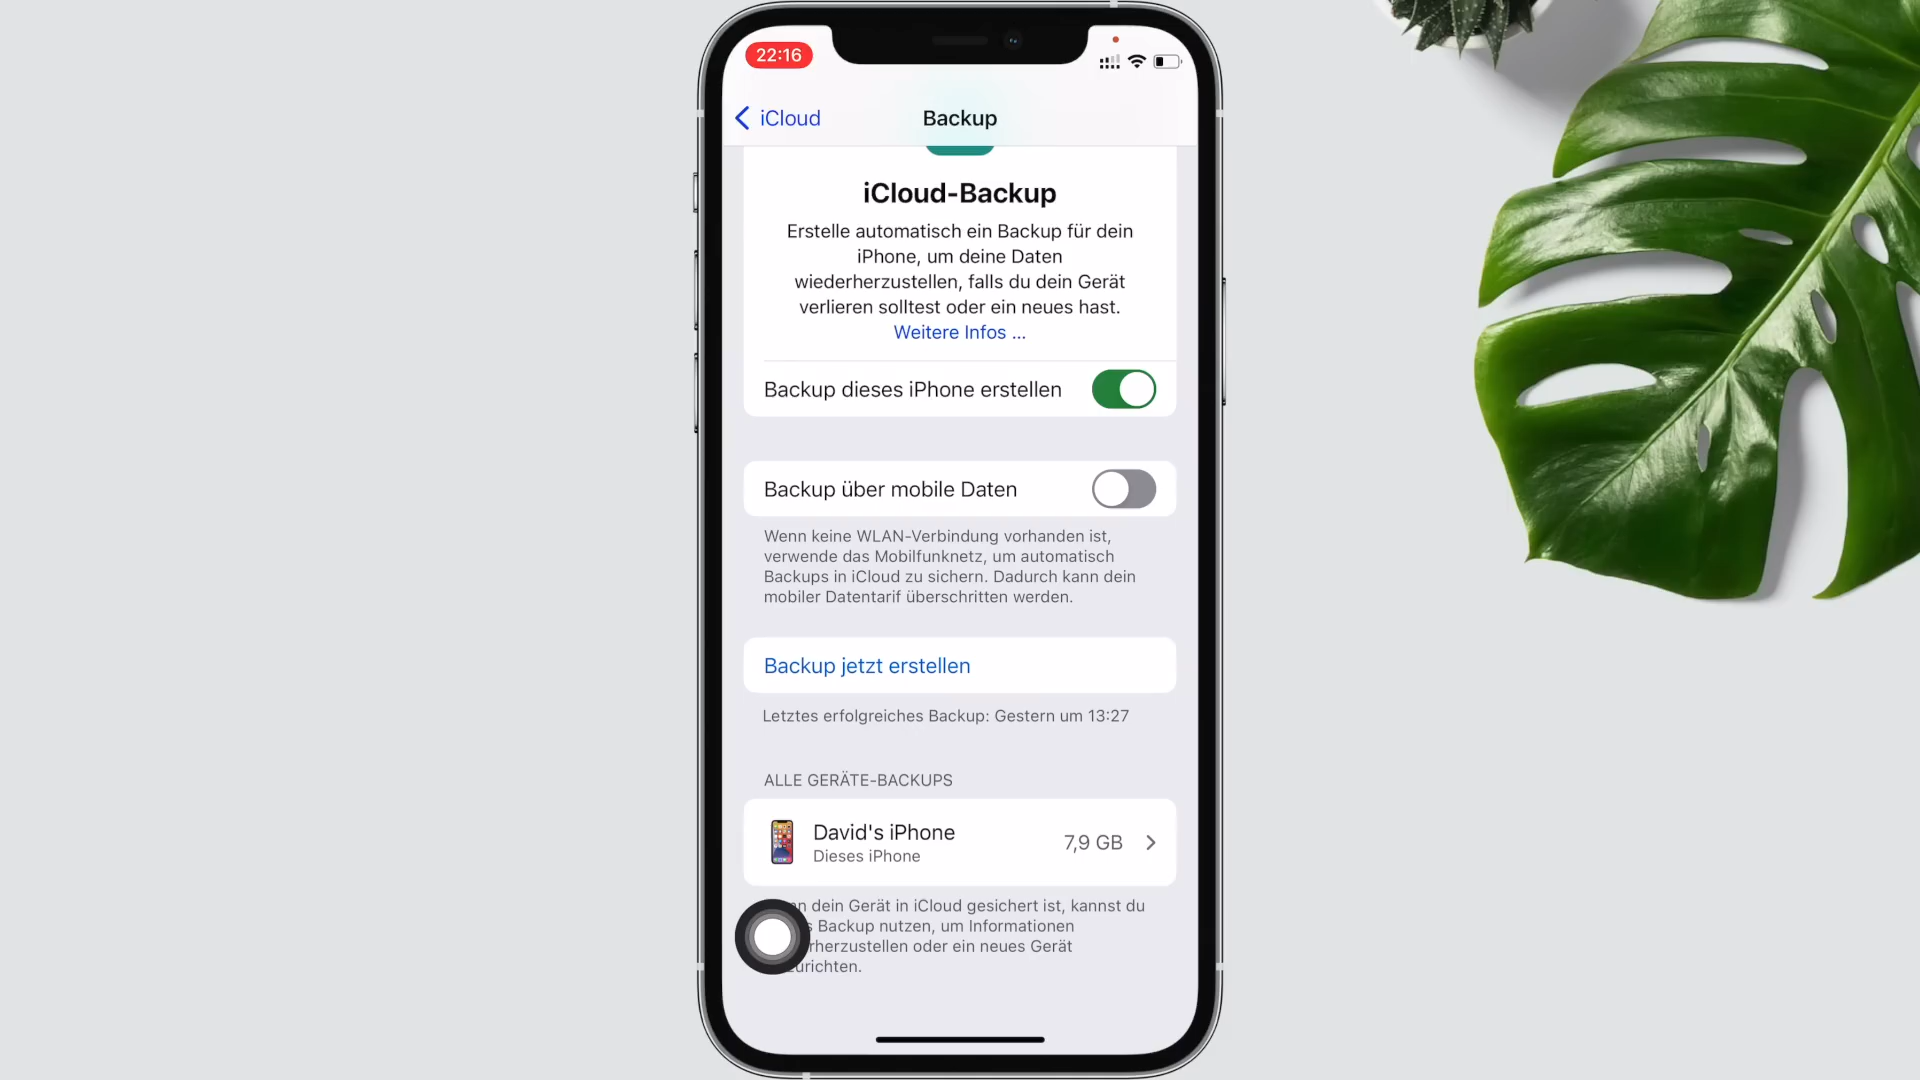 22:16
iCloud
Backup
iCloud-Backup
Erstelle automatisch ein Backup für dein
iPhone, um deine Daten
wiederherzustellen, falls du dein Gerät
verlieren solltest oder ein neues hast.
Weitere Infos ...
Backup dieses iPhone erstellen
Backup über mobile Daten
Wenn keine WLAN-Verbindung vorhanden ist,
verwende das Mobilfunknetz, um automatisch
Backups in iCloud zu sichern. Dadurch kann dein
mobiler Datentarif überschritten werden.
Backup jetzt erstellen
Letztes erfolgreiches Backup: Gestern um 13:27
ALLE GERÄTE-BACKUPS
David's iPhone
7,9 GB
Dieses iPhone
dein Gerät in iCloud gesichert ist, kannst du
Backup nutzen, um Informationen
oder ein neues Gerät